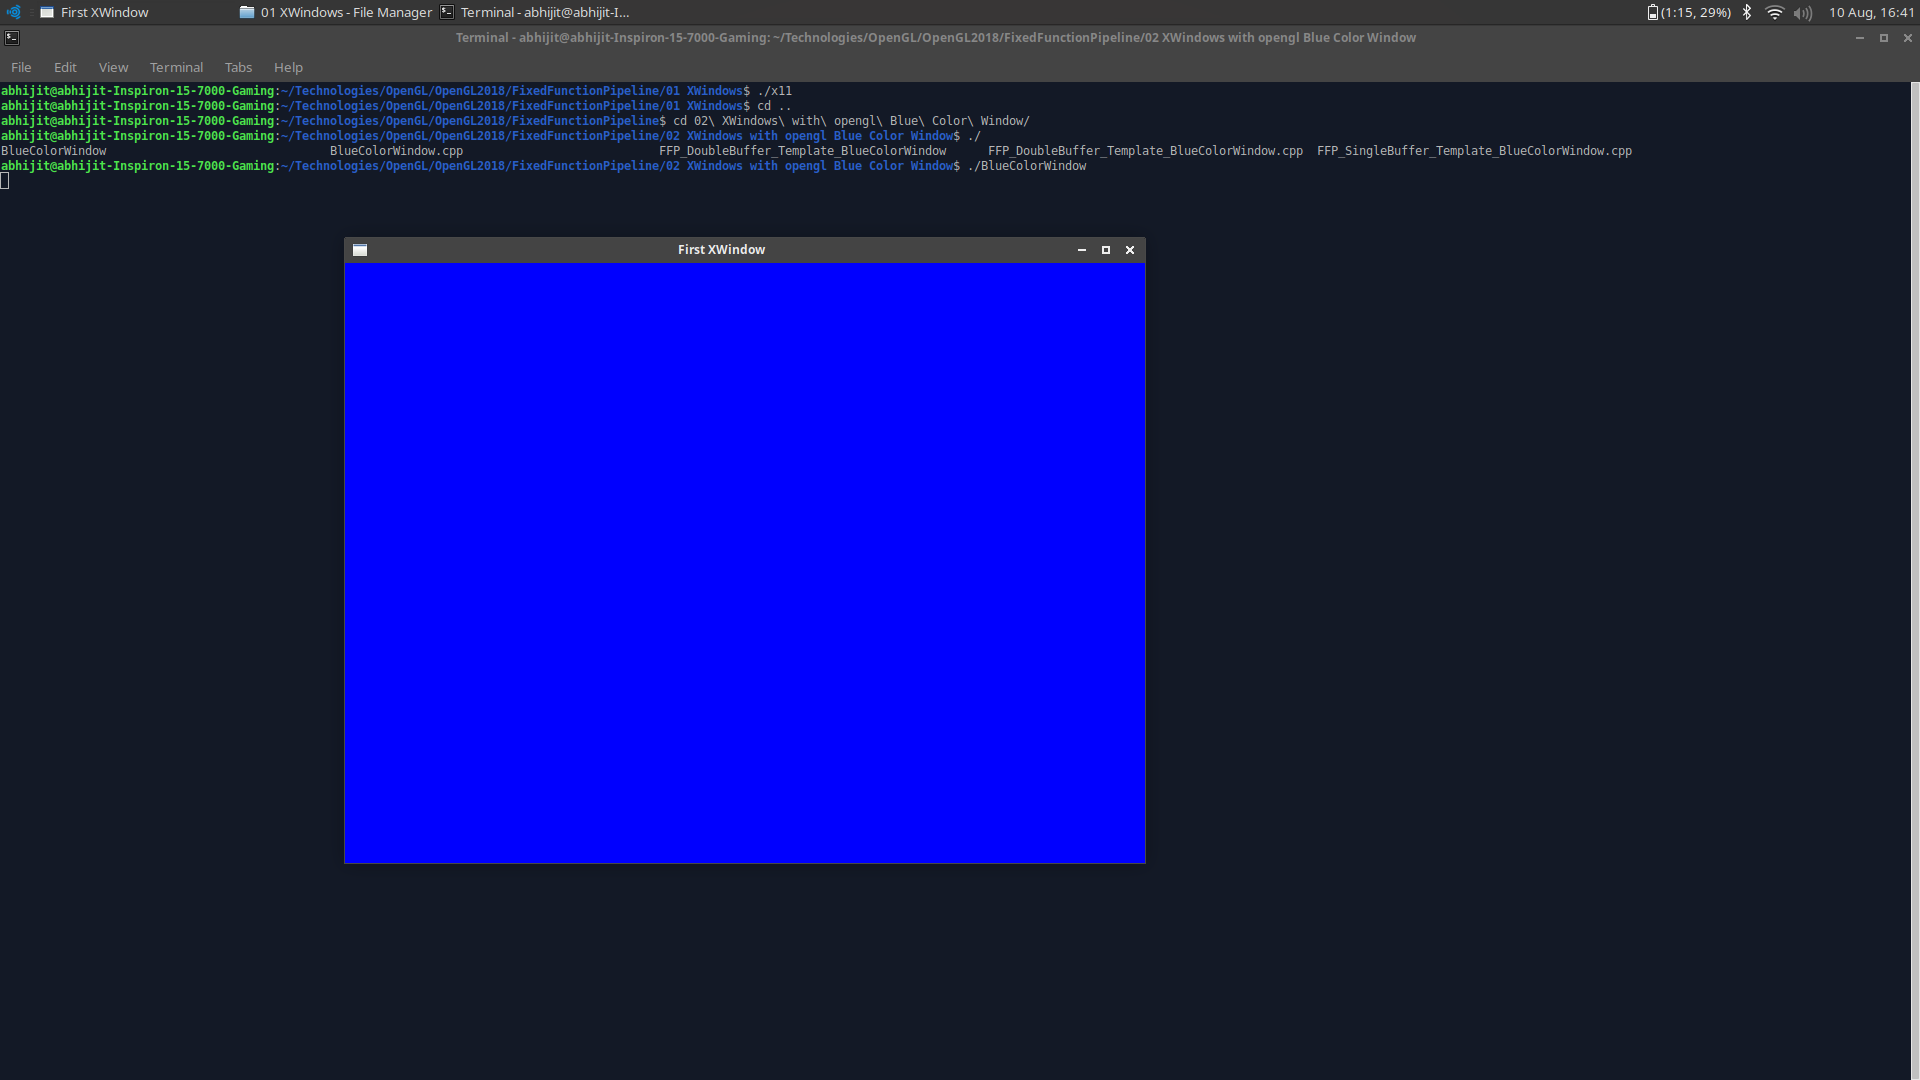 First XWindow 01 XWindows - File Manager Terminal - abhijit@abhijit-I... (1:15, 29%) 10 Aug, 16:41
Terminal - abhijit@abhijit-Inspiron-15-7000-Gaming: ~/Technologies/OpenGL/OpenGL2018/FixedFunctionPipeline/02 XWindows with opengl Blue Color Window
File Edit View Terminal Tabs Help
abhijit@abhijit-Inspiron-15-7000-Gaming:~/Technologies/OpenGL/OpenGL2018/FixedFunctionPipeline/01 XWindows$ ./x11
abhijit@abhijit-Inspiron-15-7000-Gaming:~/Technologies/OpenGL/OpenGL2018/FixedFunctionPipeline/01 XWindows$ cd ..
abhijit@abhijit-Inspiron-15-7000-Gaming:~/Technologies/OpenGL/OpenGL2018/FixedFunctionPipeline$ cd 02\ XWindows\ with\ opengl\ Blue\ Color\ Window/
abhijit@abhijit-Inspiron-15-7000-Gaming:~/Technologies/OpenGL/OpenGL2018/FixedFunctionPipeline/02 XWindows with opengl Blue Color Window$ ./
BlueColorWindow BlueColorWindow.cpp FFP_DoubleBuffer_Template_BlueColorWindow FFP_DoubleBuffer_Template_BlueColorWindow.cpp FFP_SingleBuffer_Template_BlueColorWindow.cpp
abhijit@abhijit-Inspiron-15-7000-Gaming:~/Technologies/OpenGL/OpenGL2018/FixedFunctionPipeline/02 XWindows with opengl Blue Color Window$ ./BlueColorWindow
First XWindow